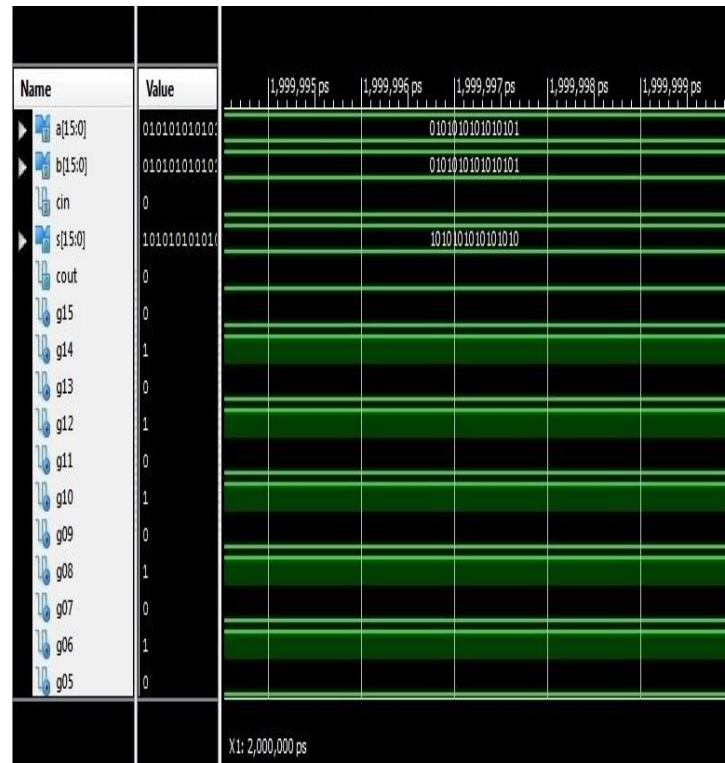 Name Value 1,999,995 ps 1,999,996 ps 1,999,997 ps 1,999,998 ps 1,999,999 ps
a[15:0] 010101010101 0101010101010101
b[15:0] 010101010101 0101010101010101
cin 0
s[15:0] 101010101010 1010101010101010
cout 0
g15 0
g14 1
g13 0
g12 1
g11 0
g10 1
g09 0
g08 1
g07 0
g06 1
g05 0
X1: 2,000,000 ps